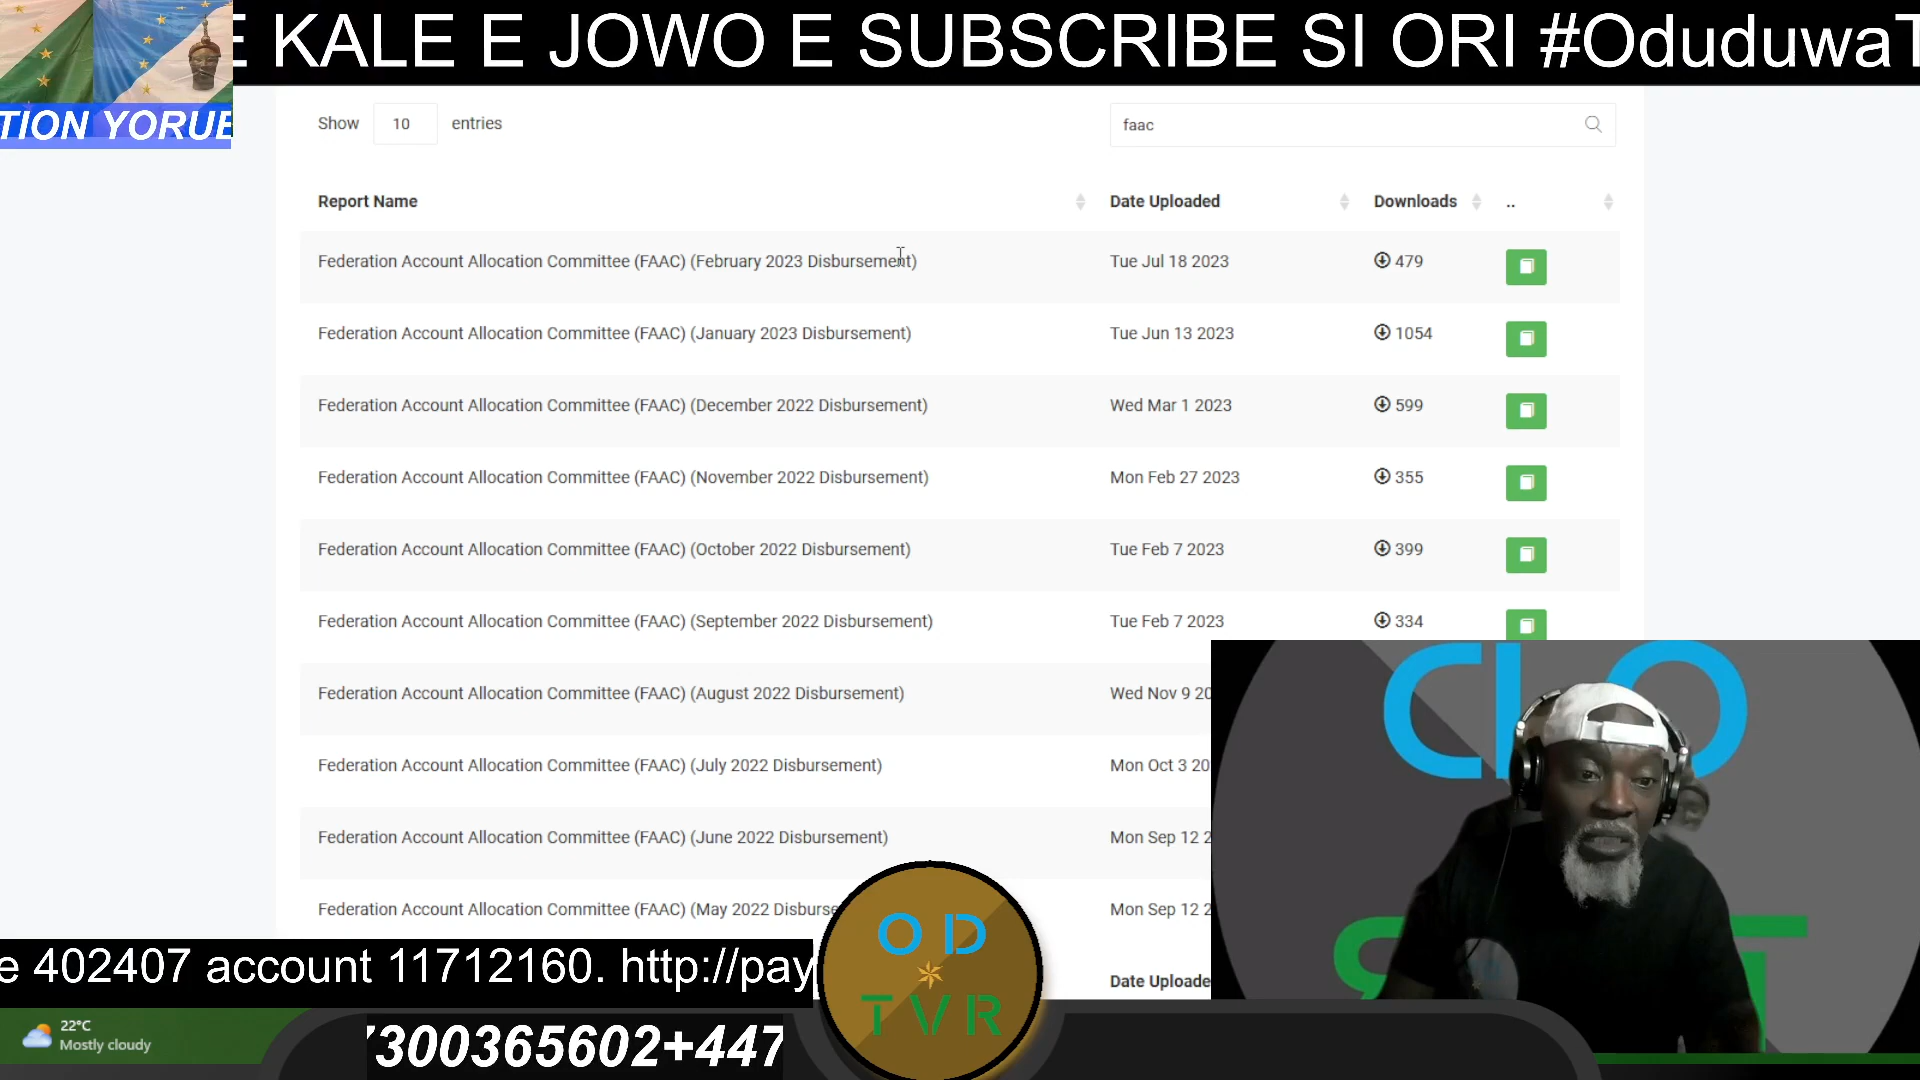 KALE E JOWO E SUBSCRIBE SI ORI #OduduwaT
TION YORUB
Show 10 entries
faac
Report Name Date Uploaded Downloads ..
Federation Account Allocation Committee (FAAC) (February 2023 Disbursement) Tue Jul 18 2023 479
Federation Account Allocation Committee (FAAC) (January 2023 Disbursement) Tue Jun 13 2023 1054
Federation Account Allocation Committee (FAAC) (December 2022 Disbursement) Wed Mar 1 2023 599
Federation Account Allocation Committee (FAAC) (November 2022 Disbursement) Mon Feb 27 2023 355
Federation Account Allocation Committee (FAAC) (October 2022 Disbursement) Tue Feb 7 2023 399
Federation Account Allocation Committee (FAAC) (September 2022 Disbursement) Tue Feb 7 2023 334
Federation Account Allocation Committee (FAAC) (August 2022 Disbursement) Wed Nov 9 20
Federation Account Allocation Committee (FAAC) (July 2022 Disbursement) Mon Oct 3 20
Federation Account Allocation Committee (FAAC) (June 2022 Disbursement) Mon Sep 12 2
Federation Account Allocation Committee (FAAC) (May 2022 Disburse Mon Sep 12 2
Date Uploade
e 402407 account 11712160. http://pay
OD
TVR
22°C
Mostly cloudy
7300365602+447